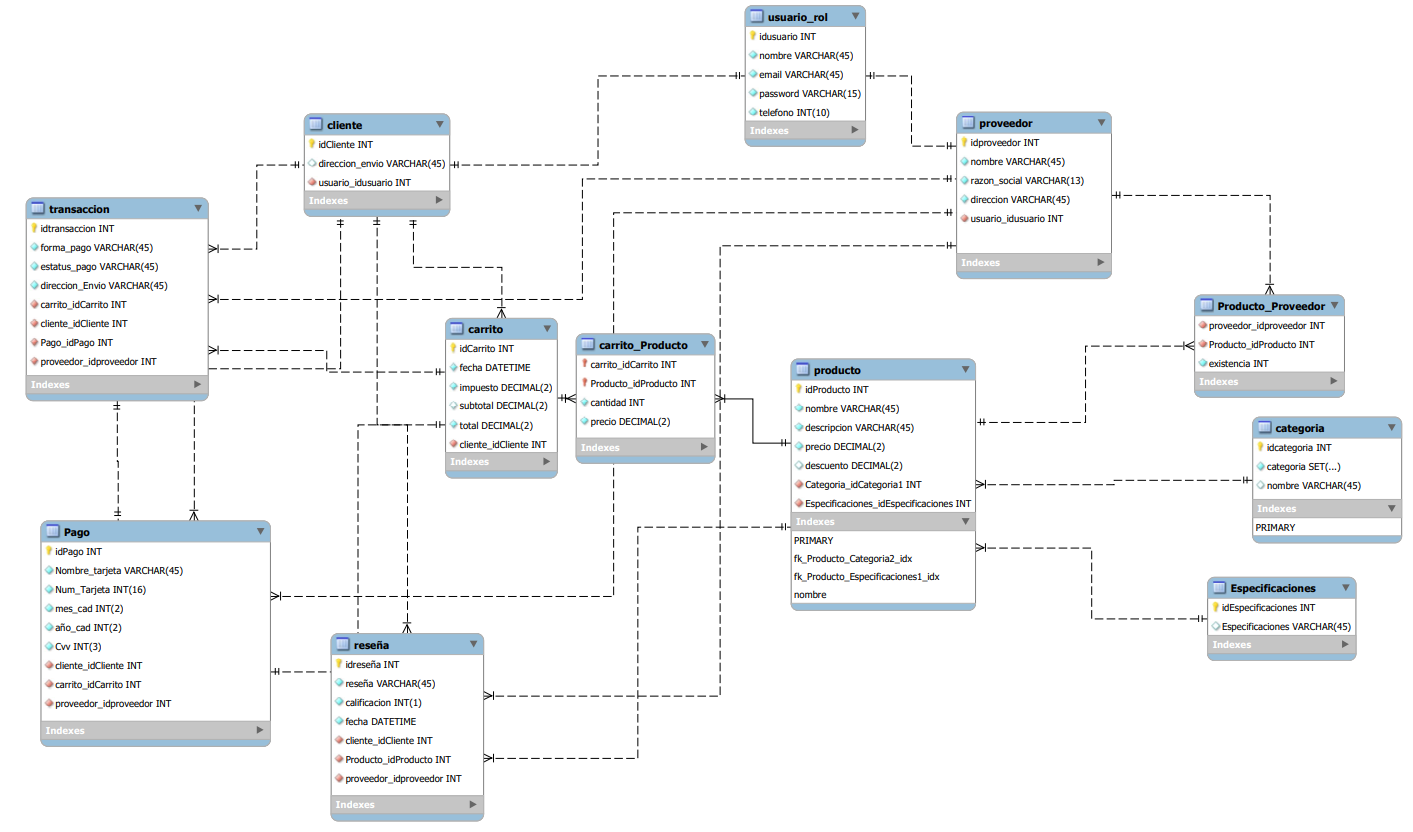 usuario_rol
idusuario INT
nombre VARCHAR(45)
email VARCHAR(45)
password VARCHAR(15)
telefono INT(10)
Indexes
cliente
idCliente INT
direccion_envio VARCHAR(45)
usuario_idusuario INT
Indexes
proveedor
idproveedor INT
nombre VARCHAR(45)
razon_social VARCHAR(13)
direccion VARCHAR(45)
usuario_idusuario INT
Indexes
transaccion
idtransaccion INT
forma_pago VARCHAR(45)
estatus_pago VARCHAR(45)
direccion_Envio VARCHAR(45)
carrito_idCarrito INT
cliente_idCliente INT
Pago_idPago INT
proveedor_idproveedor INT
Indexes
carrito
idCarrito INT
fecha DATETIME
impuesto DECIMAL(2)
subtotal DECIMAL(2)
total DECIMAL(2)
cliente_idCliente INT
Indexes
carrito_Producto
carrito_idCarrito INT
Producto_idProducto INT
cantidad INT
precio DECIMAL(2)
Indexes
producto
idProducto INT
nombre VARCHAR(45)
descripcion VARCHAR(45)
precio DECIMAL(2)
descuento DECIMAL(2)
Categoria_idCategoria1 INT
Especificaciones_idEspecificaciones INT
Indexes
PRIMARY
fk_Producto_Categoria2_idx
fk_Producto_Especificaciones1_idx
nombre
Producto_Proveedor
proveedor_idproveedor INT
Producto_idProducto INT
existencia INT
Indexes
categoria
idcategoria INT
categoria SET(...)
nombre VARCHAR(45)
Indexes
PRIMARY
Especificaciones
idEspecificaciones INT
Especificaciones VARCHAR(45)
Indexes
Pago
idPago INT
Nombre_tarjeta VARCHAR(45)
Num_Tarjeta INT(16)
mes_cad INT(2)
año_cad INT(2)
Cvv INT(3)
cliente_idCliente INT
carrito_idCarrito INT
proveedor_idproveedor INT
Indexes
reseña
idreseña INT
reseña VARCHAR(45)
calificacion INT(1)
fecha DATETIME
cliente_idCliente INT
Producto_idProducto INT
proveedor_idproveedor INT
Indexes